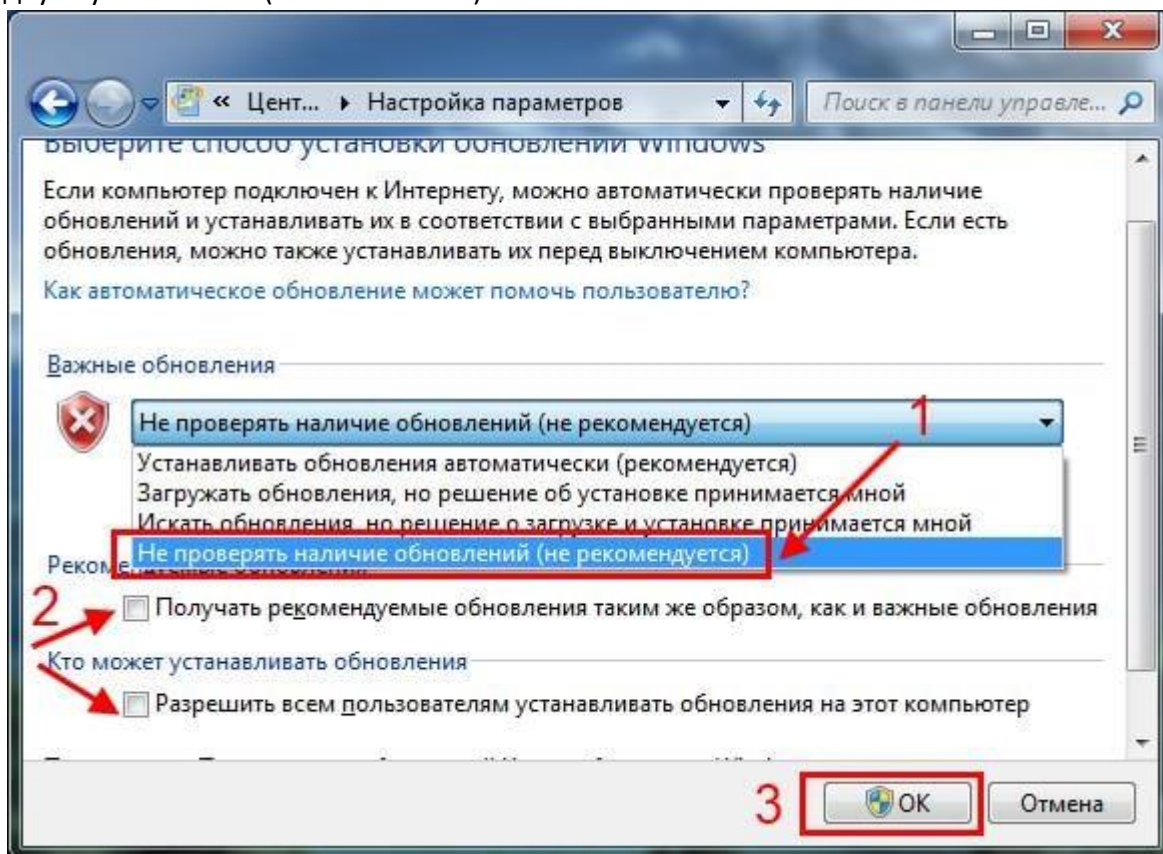 « Цент... ▸ Настройка параметров
Поиск в панели управле...
Выберите способ установки обновлений Windows
Если компьютер подключен к Интернету, можно автоматически проверять наличие
обновлений и устанавливать их в соответствии с выбранными параметрами. Если есть
обновления, можно также устанавливать их перед выключением компьютера.
Как автоматическое обновление может помочь пользователю?
Важные обновления
Не проверять наличие обновлений (не рекомендуется)
1
Устанавливать обновления автоматически (рекомендуется)
Загружать обновления, но решение об установке принимается мной
Искать обновления, но решение о загрузке и установке принимается мной
Не проверять наличие обновлений (не рекомендуется)
Рекомендуемые обновления
2
Получать рекомендуемые обновления таким же образом, как и важные обновления
Кто может устанавливать обновления
Разрешить всем пользователям устанавливать обновления на этот компьютер
3
OK
Отмена